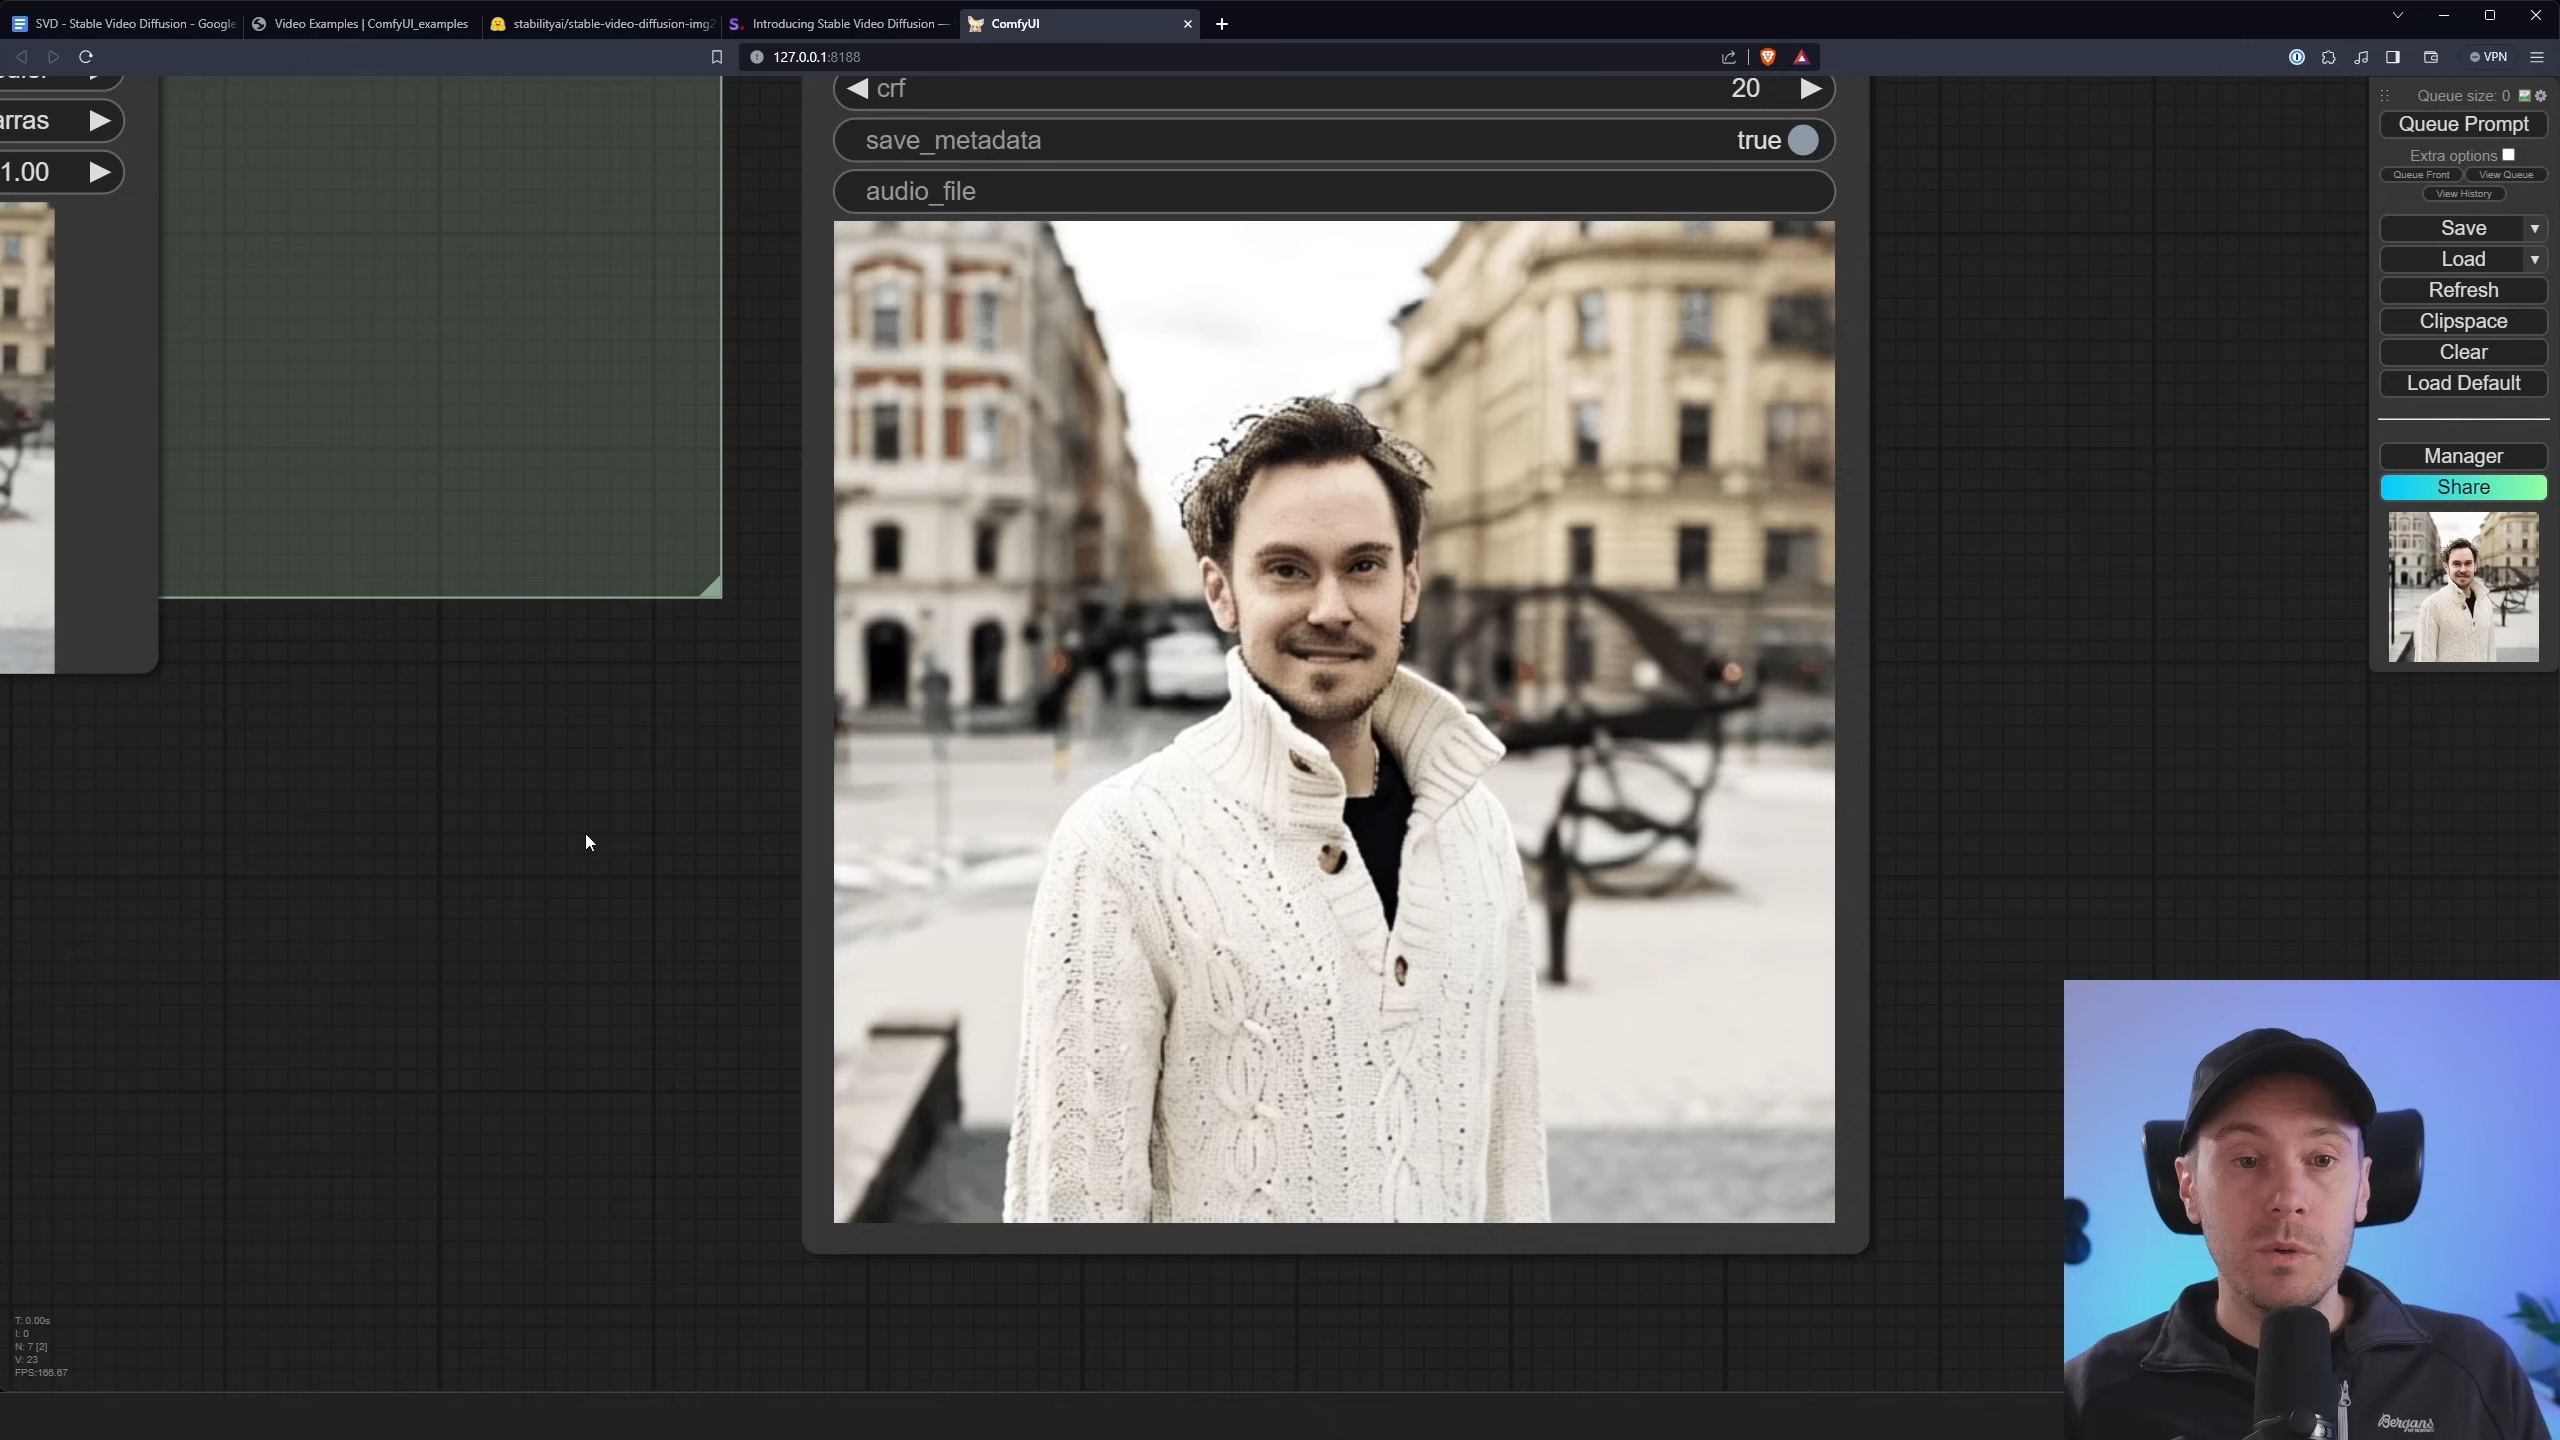 SVD - Stable Video Diffusion - Google
Video Examples | ComfyUI_examples
stabilityai/stable-video-diffusion-img2
Introducing Stable Video Diffusion —
ComfyUI
127.0.0.1:8188
VPN
arras
1.00
crf
20
save_metadata
true
audio_file
Queue size: 0
Queue Prompt
Extra options
Queue Front
View Queue
View History
Save
Load
Refresh
Clipspace
Clear
Load Default
Manager
Share
T: 0.00s
I: 0
N: 7 [2]
V: 23
FPS:166.67
Bergans